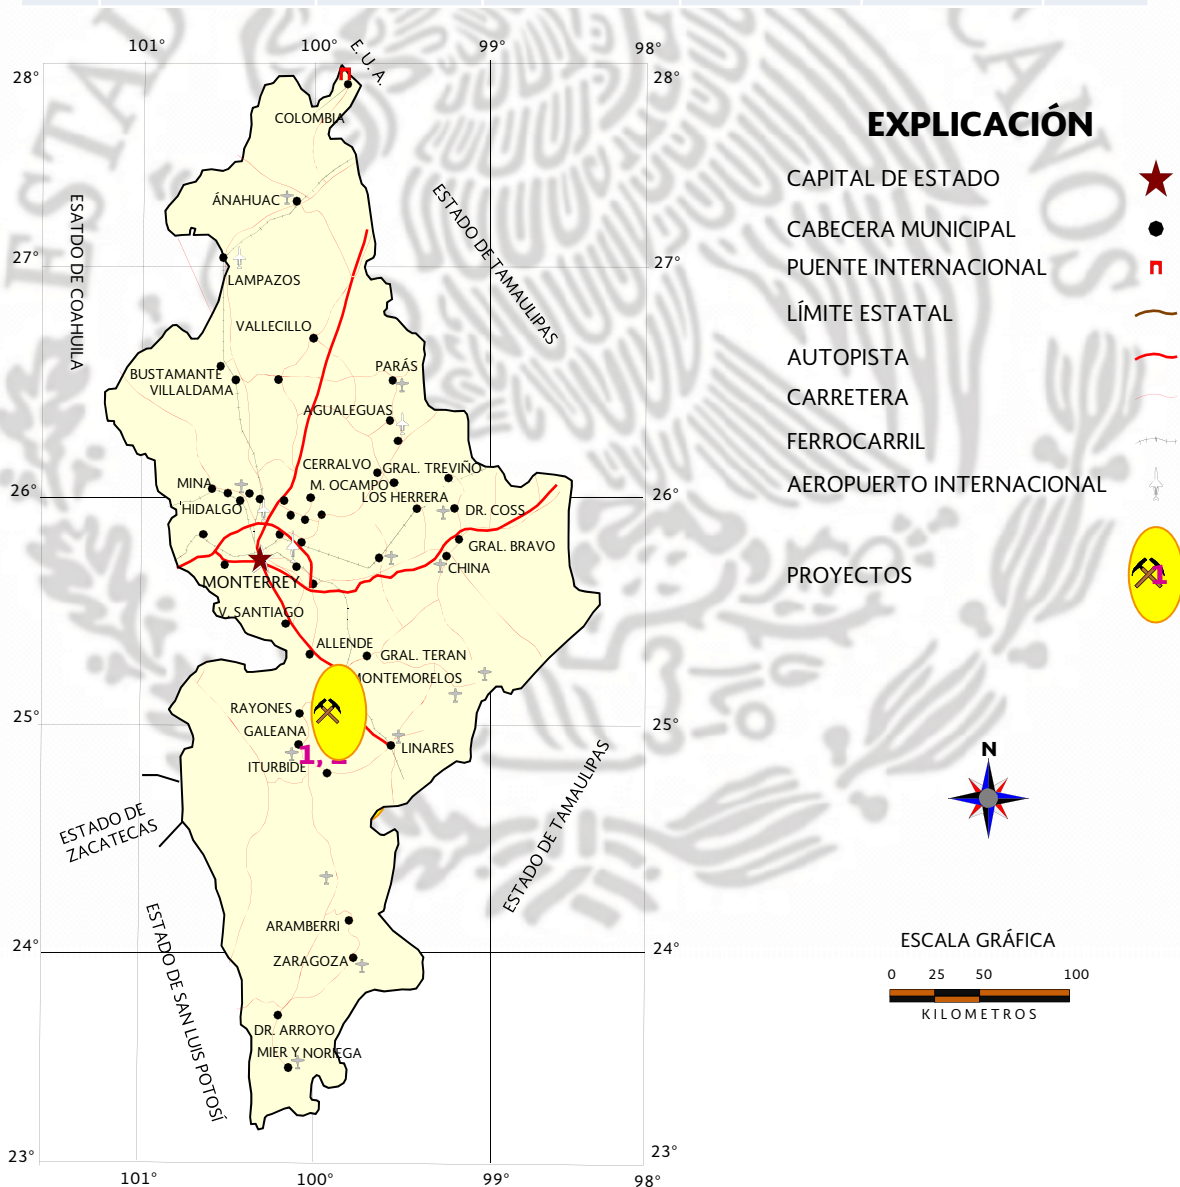 101°
100°
99°
98°
E. U. A.
28°
28°
COLOMBIA
ÁNAHUAC
ESATDO DE COAHUILA
ESTADO DE TAMAULIPAS
27°
27°
LAMPAZOS
VALLECILLO
BUSTAMANTE
VILLALDAMA
PARÁS
AGUALEGUAS
CERRALVO
GRAL. TREVIÑO
MINA
M. OCAMPO
26°
26°
LOS HERRERA
HIDALGO
DR. COSS
GRAL. BRAVO
CHINA
MONTERREY
V. SANTIAGO
ALLENDE
GRAL. TERAN
MONTEMORELOS
RAYONES
25°
25°
GALEANA
LINARES
1,
ITURBIDE
ESTADO DE
ZACATECAS
ESTADO DE TAMAULIPAS
ESTADO DE SAN LUIS POTOSÍ
ARAMBERRI
24°
24°
ZARAGOZA
DR. ARROYO
MIER Y NORIEGA
23°
23°
101°
100°
99°
98°
EXPLICACIÓN
CAPITAL DE ESTADO
CABECERA MUNICIPAL
PUENTE INTERNACIONAL
LÍMITE ESTATAL
AUTOPISTA
CARRETERA
FERROCARRIL
AEROPUERTO INTERNACIONAL
PROYECTOS
1
N
ESCALA GRÁFICA
0 25 50 100
KILOMETROS